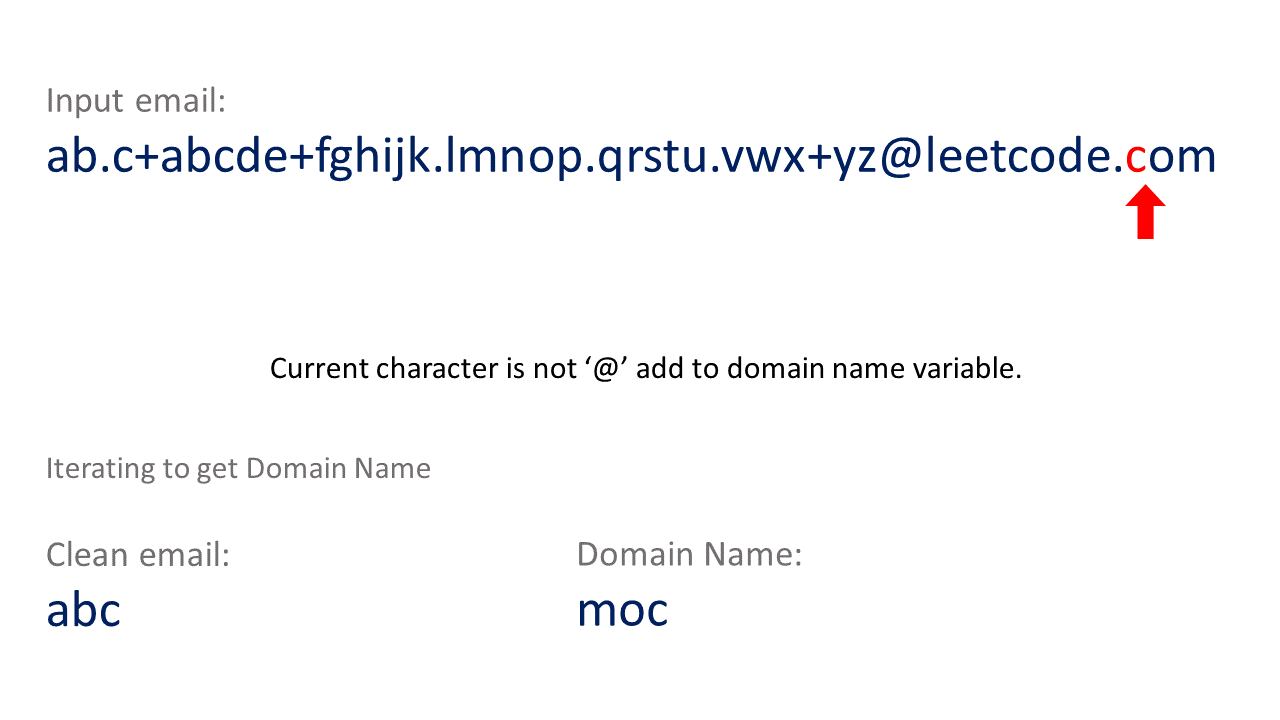 Input email:
ab.c+abcde+fghijk.lmnop.qrstu.vwx+yz@leetcode.com
Current character is not ‘@’ add to domain name variable.
Iterating to get Domain Name
Clean email:
abc
Domain Name:
moc